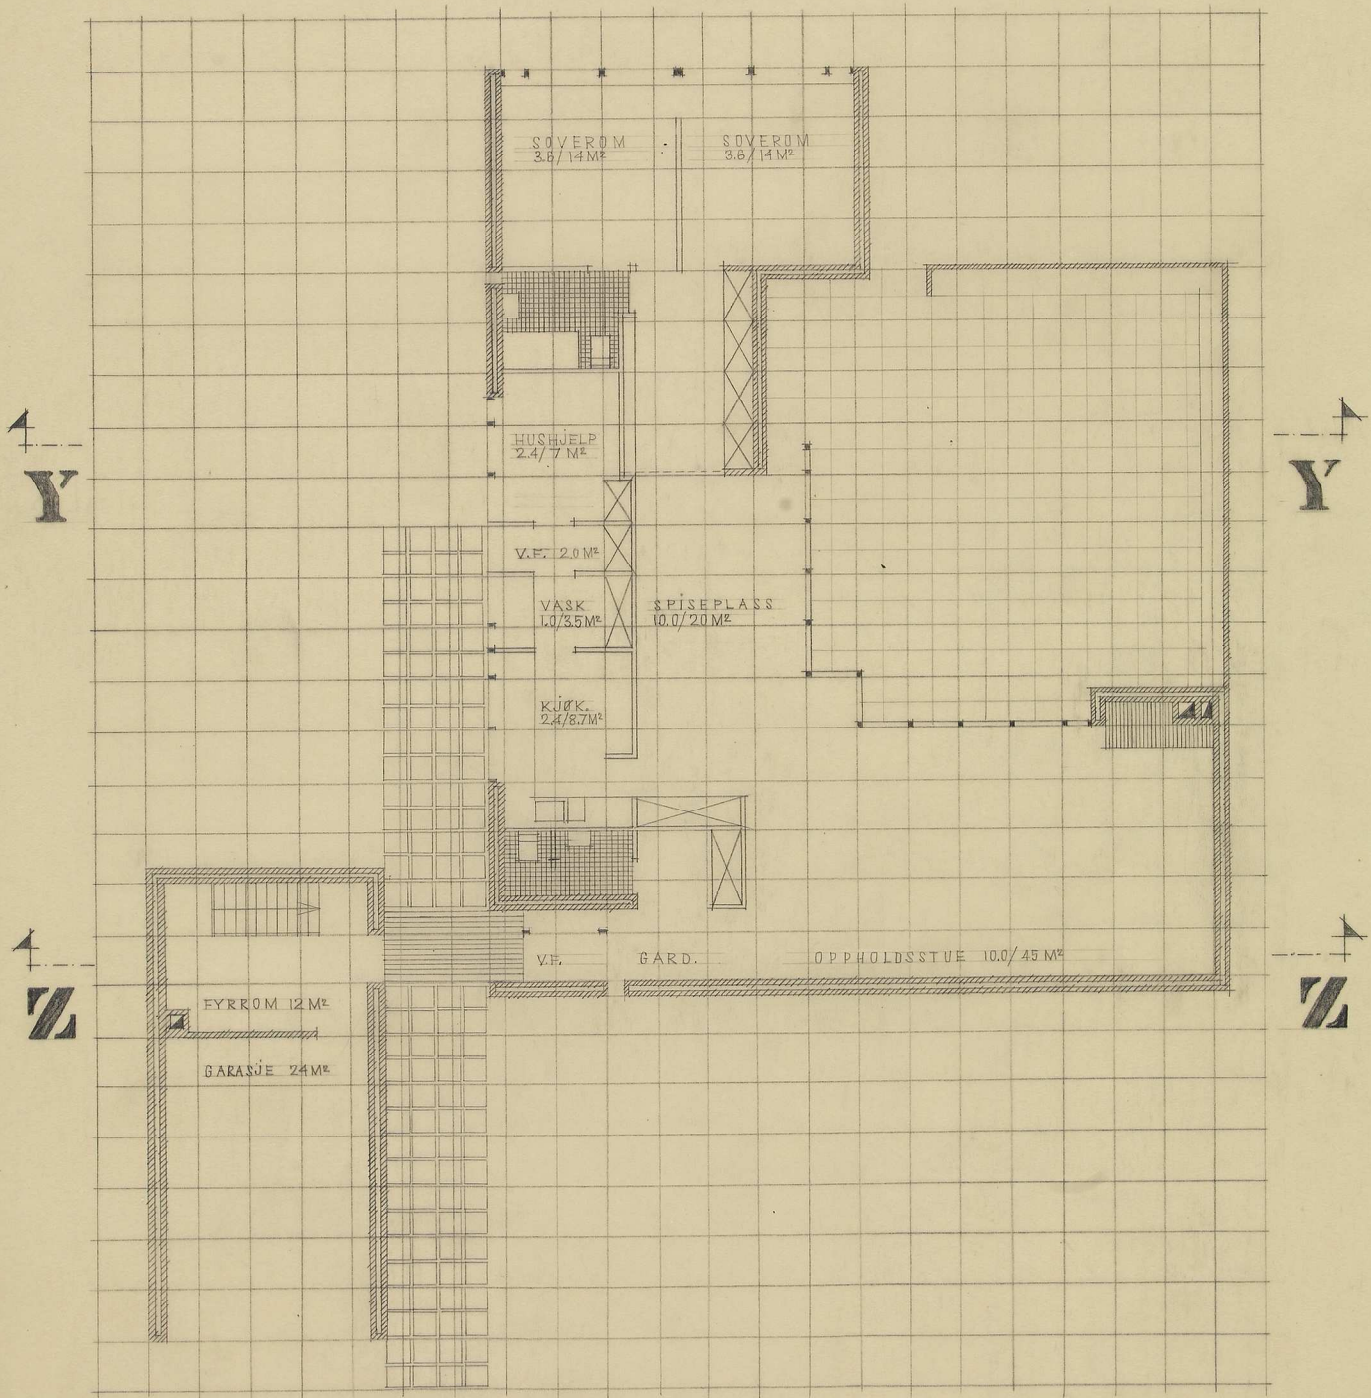 SOVEROM
3.6/14 M²
SOVEROM
3.6/14 M²
HUSHJELP
2.4/7 M²
Y
Y
V.F. 2.0 M²
VASK
1.0/3.5 M²
SPISEPLASS
10.0/20 M²
KJØK.
2.4/8.7 M²
V.F.
GARD.
OPPHOLDSSTUE 10.0/45 M²
Z
Z
FYRROM 12 M²
GARASJE 24 M²